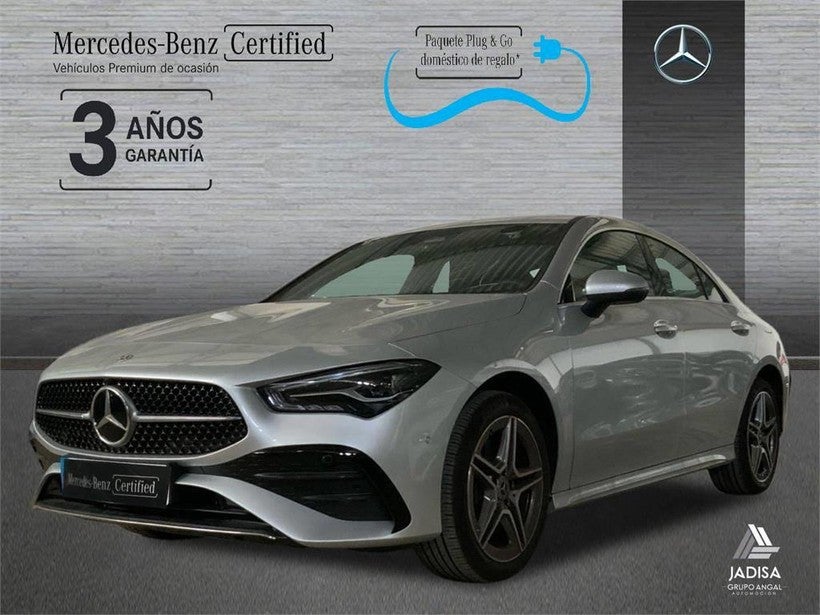 Mercedes-Benz Certified
Vehículos Premium de ocasión
3 AÑOS
GARANTÍA
Paquete Plug & Go
doméstico de regalo*
Mercedes-Benz Certified
JADISA
GRUPO ANGAL
AUTOMOCIÓN